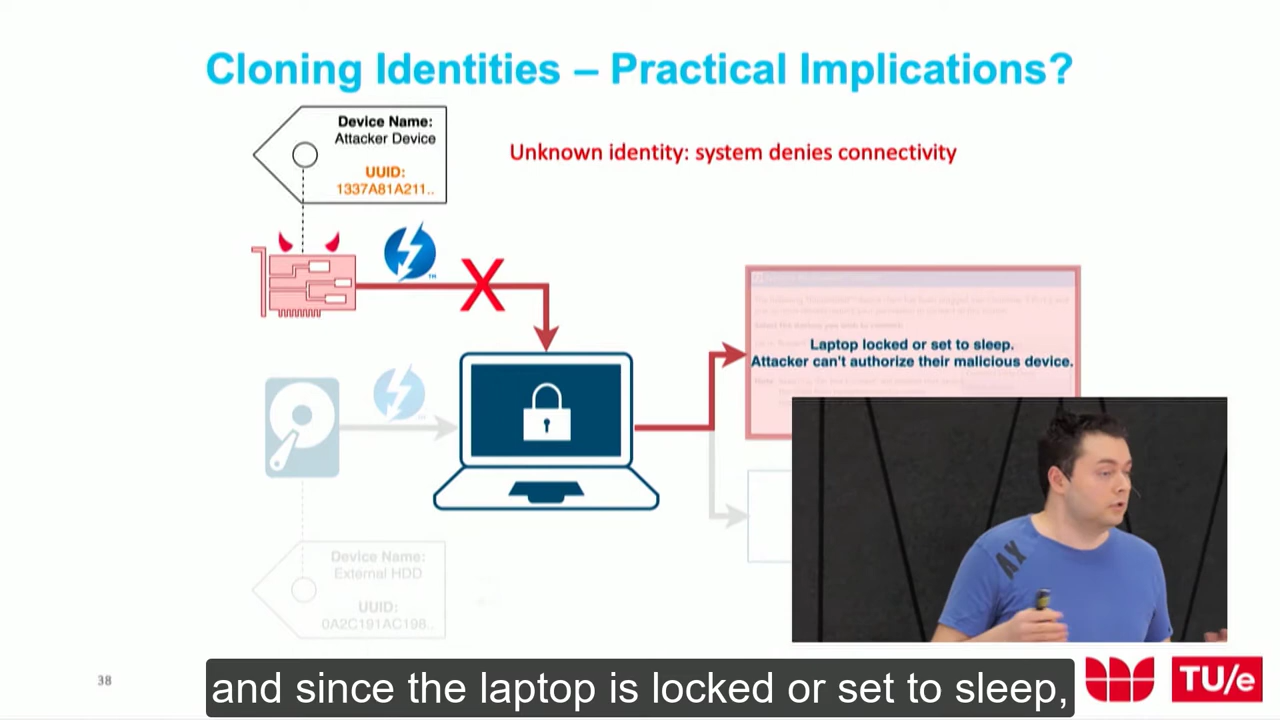 Cloning Identities – Practical Implications?
Device Name:
Attacker Device
UUID:
1337A81A211..
Unknown identity: system denies connectivity
TM
Laptop locked or set to sleep.
Attacker can't authorize their malicious device.
Device Name:
External HDD
UUID:
0A2C191AC198..
AX
38
and since the laptop is locked or set to sleep,
TU/e